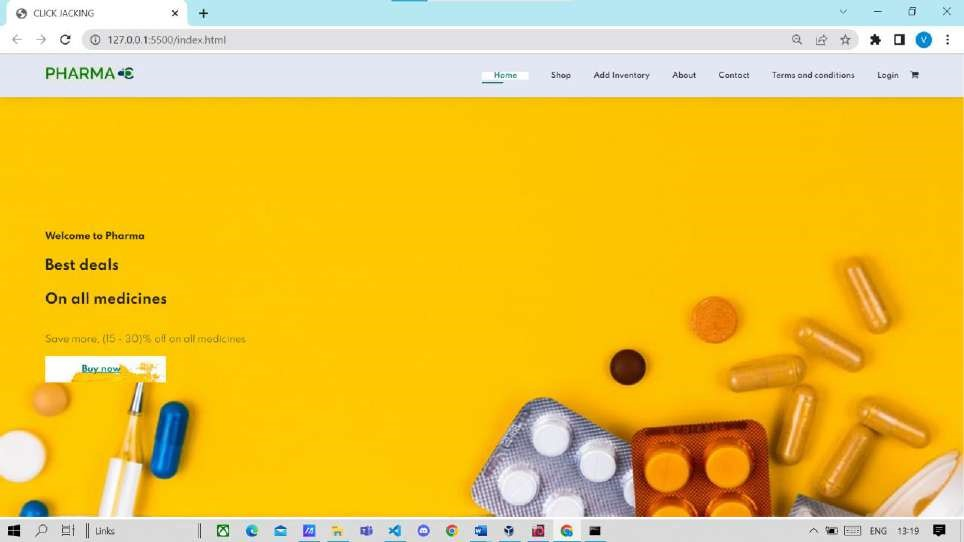 CLICK JACKING
127.0.0.1:5500/index.html
V
PHARMA
Home Shop Add Inventory About Contact Terms and conditions Login
Welcome to Pharma
Best deals
On all medicines
Save more, (15 - 30)% off on all medicines
Buy now
Links
ENG 13:19